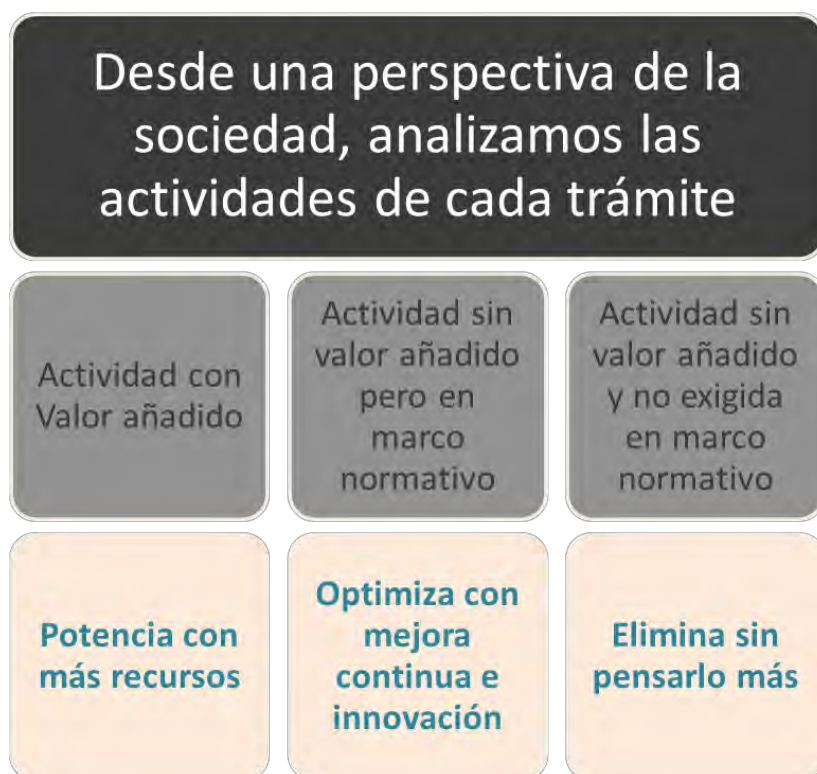 Desde una perspectiva de la
sociedad, analizamos las
actividades de cada trámite
Actividad con
Valor añadido
Actividad sin
valor añadido
pero en
marco
normativo
Actividad sin
valor añadido
y no exigida
en marco
normativo
Potencia con
más recursos
Optimiza con
mejora
continua e
innovación
Elimina sin
pensarlo más